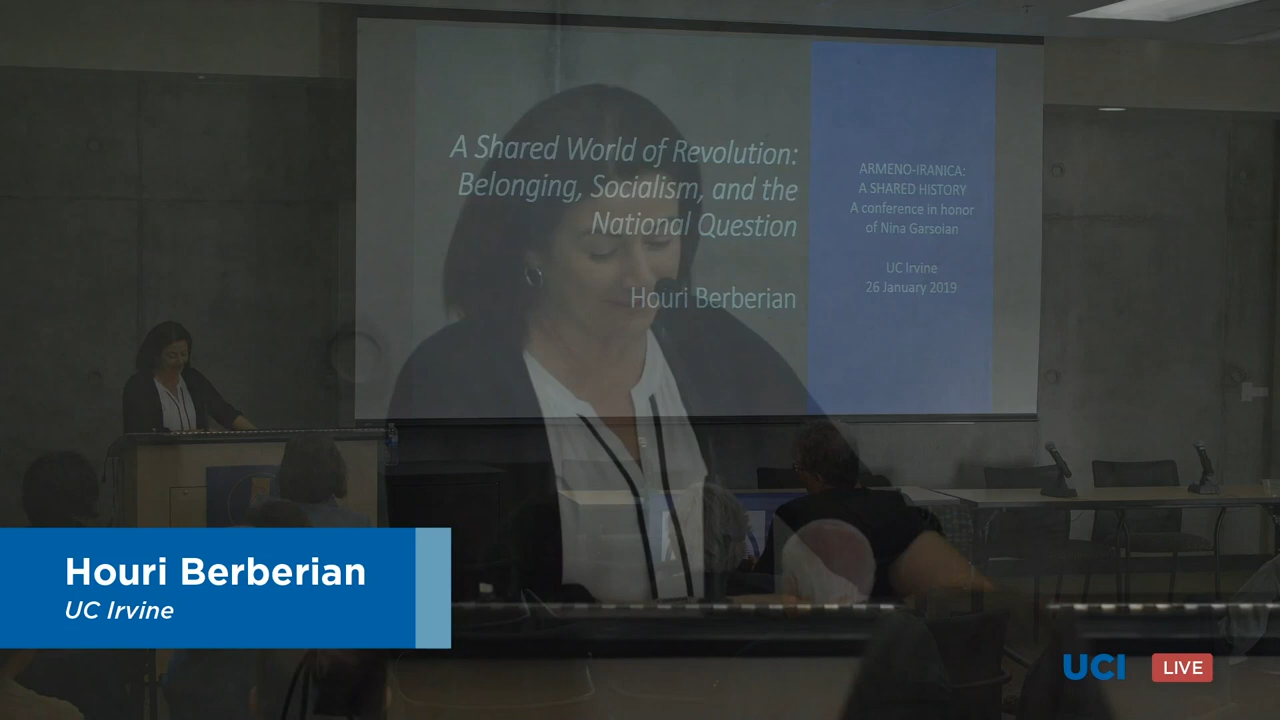 A Shared World of Revolution:
Belonging, Socialism, and the
National Question
Houri Berberian
ARMENO-IRANICA:
A SHARED HISTORY
A conference in honor
of Nina Garsoïan
UC Irvine
26 January 2019
Houri Berberian
UC Irvine
UCI LIVE